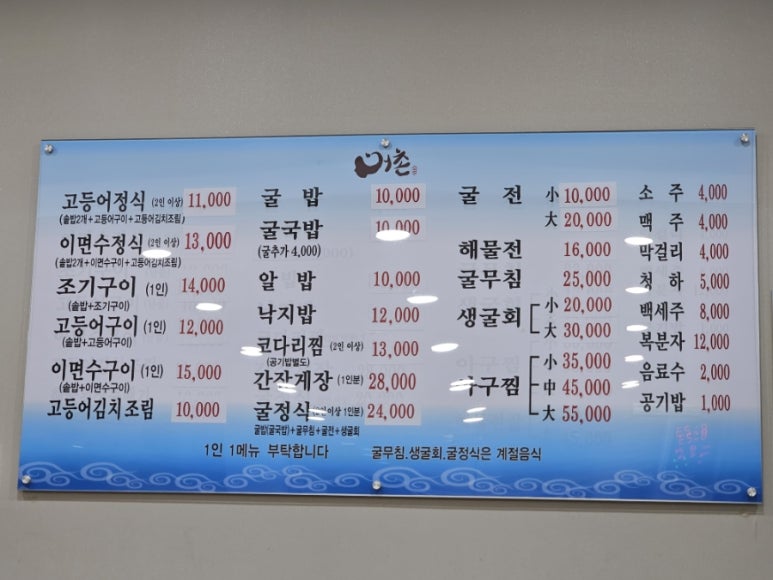 어촌
고등어정식 (2인 이상) 11,000
(솥밥2개+고등어구이+고등어김치조림)
이면수정식 (2인 이상) 13,000
(솥밥2개+이면수구이+고등어김치조림)
조기구이 (1인) 14,000
(솥밥+조기구이)
고등어구이 (1인) 12,000
(솥밥+고등어구이)
이면수구이 (1인) 15,000
(솥밥+이면수구이)
고등어김치조림 10,000
굴 밥 10,000
굴국밥 10,000
(굴추가 4,000)
알 밥 10,000
낙지밥 12,000
코다리찜 (2인 이상) 13,000
(공기밥별도)
간장게장 (1인분) 28,000
굴정식 (2인이상 1인분) 24,000
굴밥(굴국밥)+굴무침+굴전+생굴회
굴 전 小 10,000
大 20,000
해물전 16,000
굴무침 25,000
생굴회 小 20,000
大 30,000
구찜 小 35,000
中 45,000
大 55,000
소 주 4,000
맥 주 4,000
막걸리 4,000
청 하 5,000
백세주 8,000
복분자 12,000
음료수 2,000
공기밥 1,000
1인 1메뉴 부탁합니다
굴무침.생굴회.굴정식은 계절음식